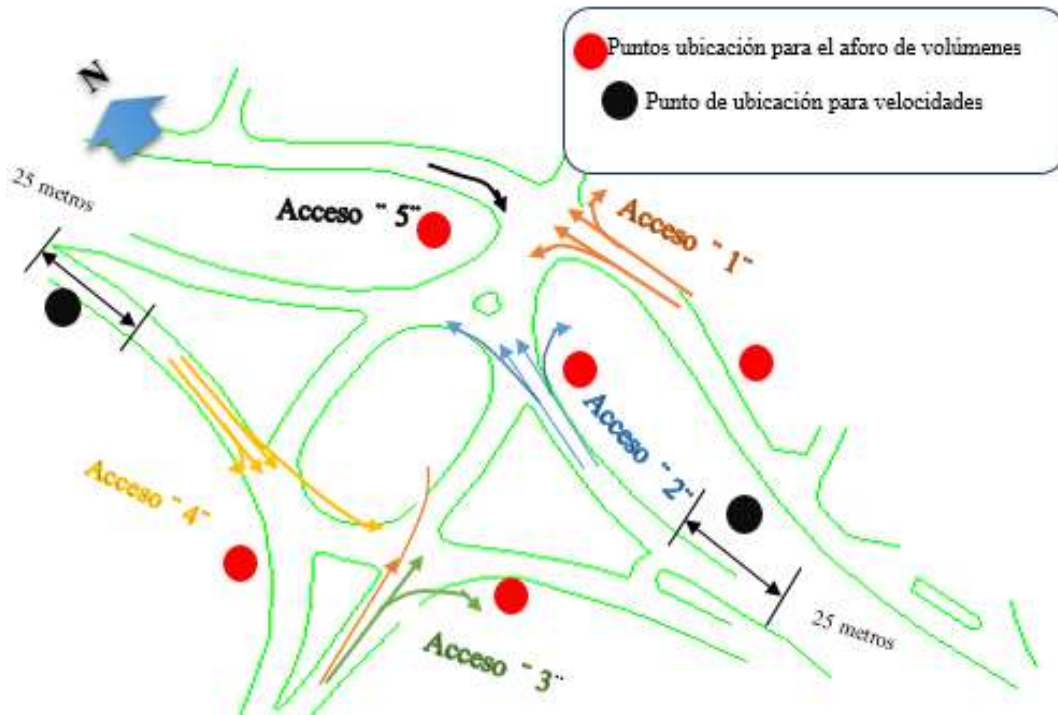 Puntos ubicación para el aforo de volúmenes
Punto de ubicación para velocidades
N
25 metros
Acceso ¨ 5¨
Acceso ¨ 1¨
Acceso ¨ 2¨
Acceso ¨ 4¨
Acceso ¨ 3¨
25 metros